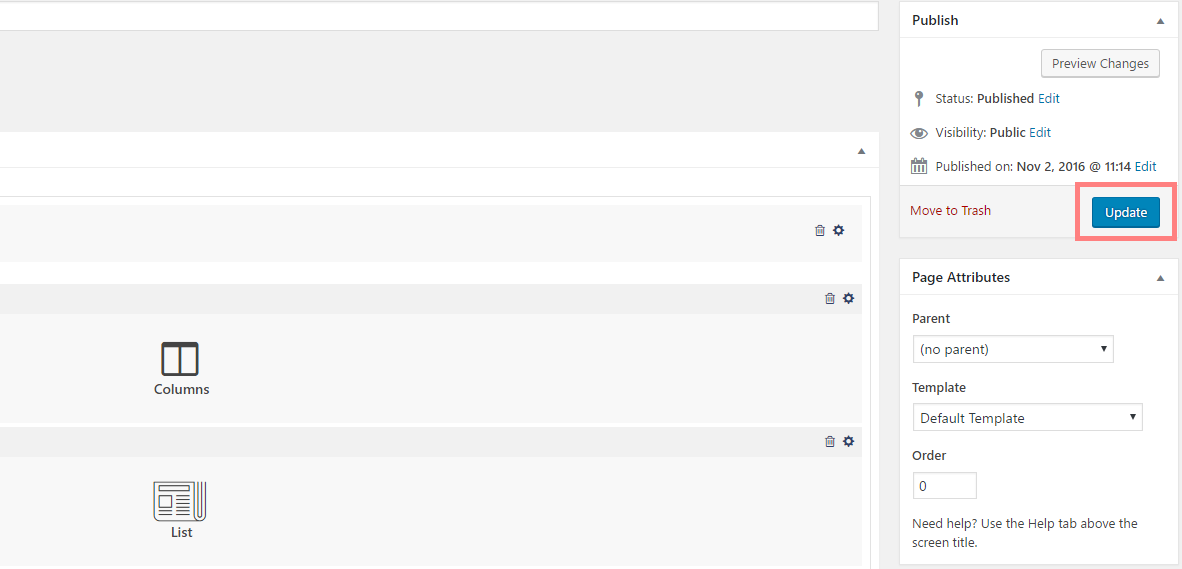 Publish
Preview Changes
Status: Published Edit
Visibility: Public Edit
Published on: Nov 2, 2016 @ 11:14 Edit
Move to Trash
Update
Columns
List
Page Attributes
Parent
(no parent)
Template
Default Template
Order
0
Need help? Use the Help tab above the
screen title.